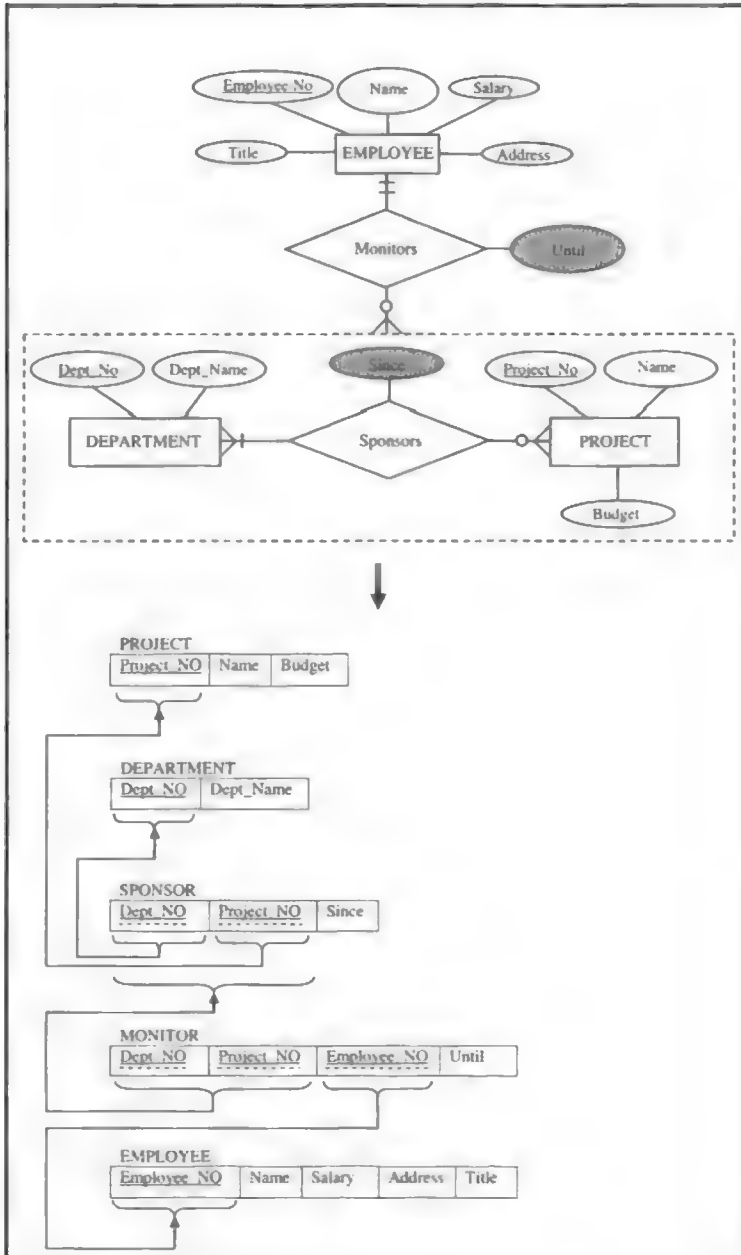 Employee_No Name Salary
Title EMPLOYEE Address
Monitors Until
Dept_No Dept_Name Since Project_No Name
DEPARTMENT Sponsors PROJECT
Budget
PROJECT
Project_NO Name Budget
DEPARTMENT
Dept_NO Dept_Name
SPONSOR
Dept_NO Project_NO Since
MONITOR
Dept_NO Project_NO Employee_NO Until
EMPLOYEE
Employee_NO Name Salary Address Title